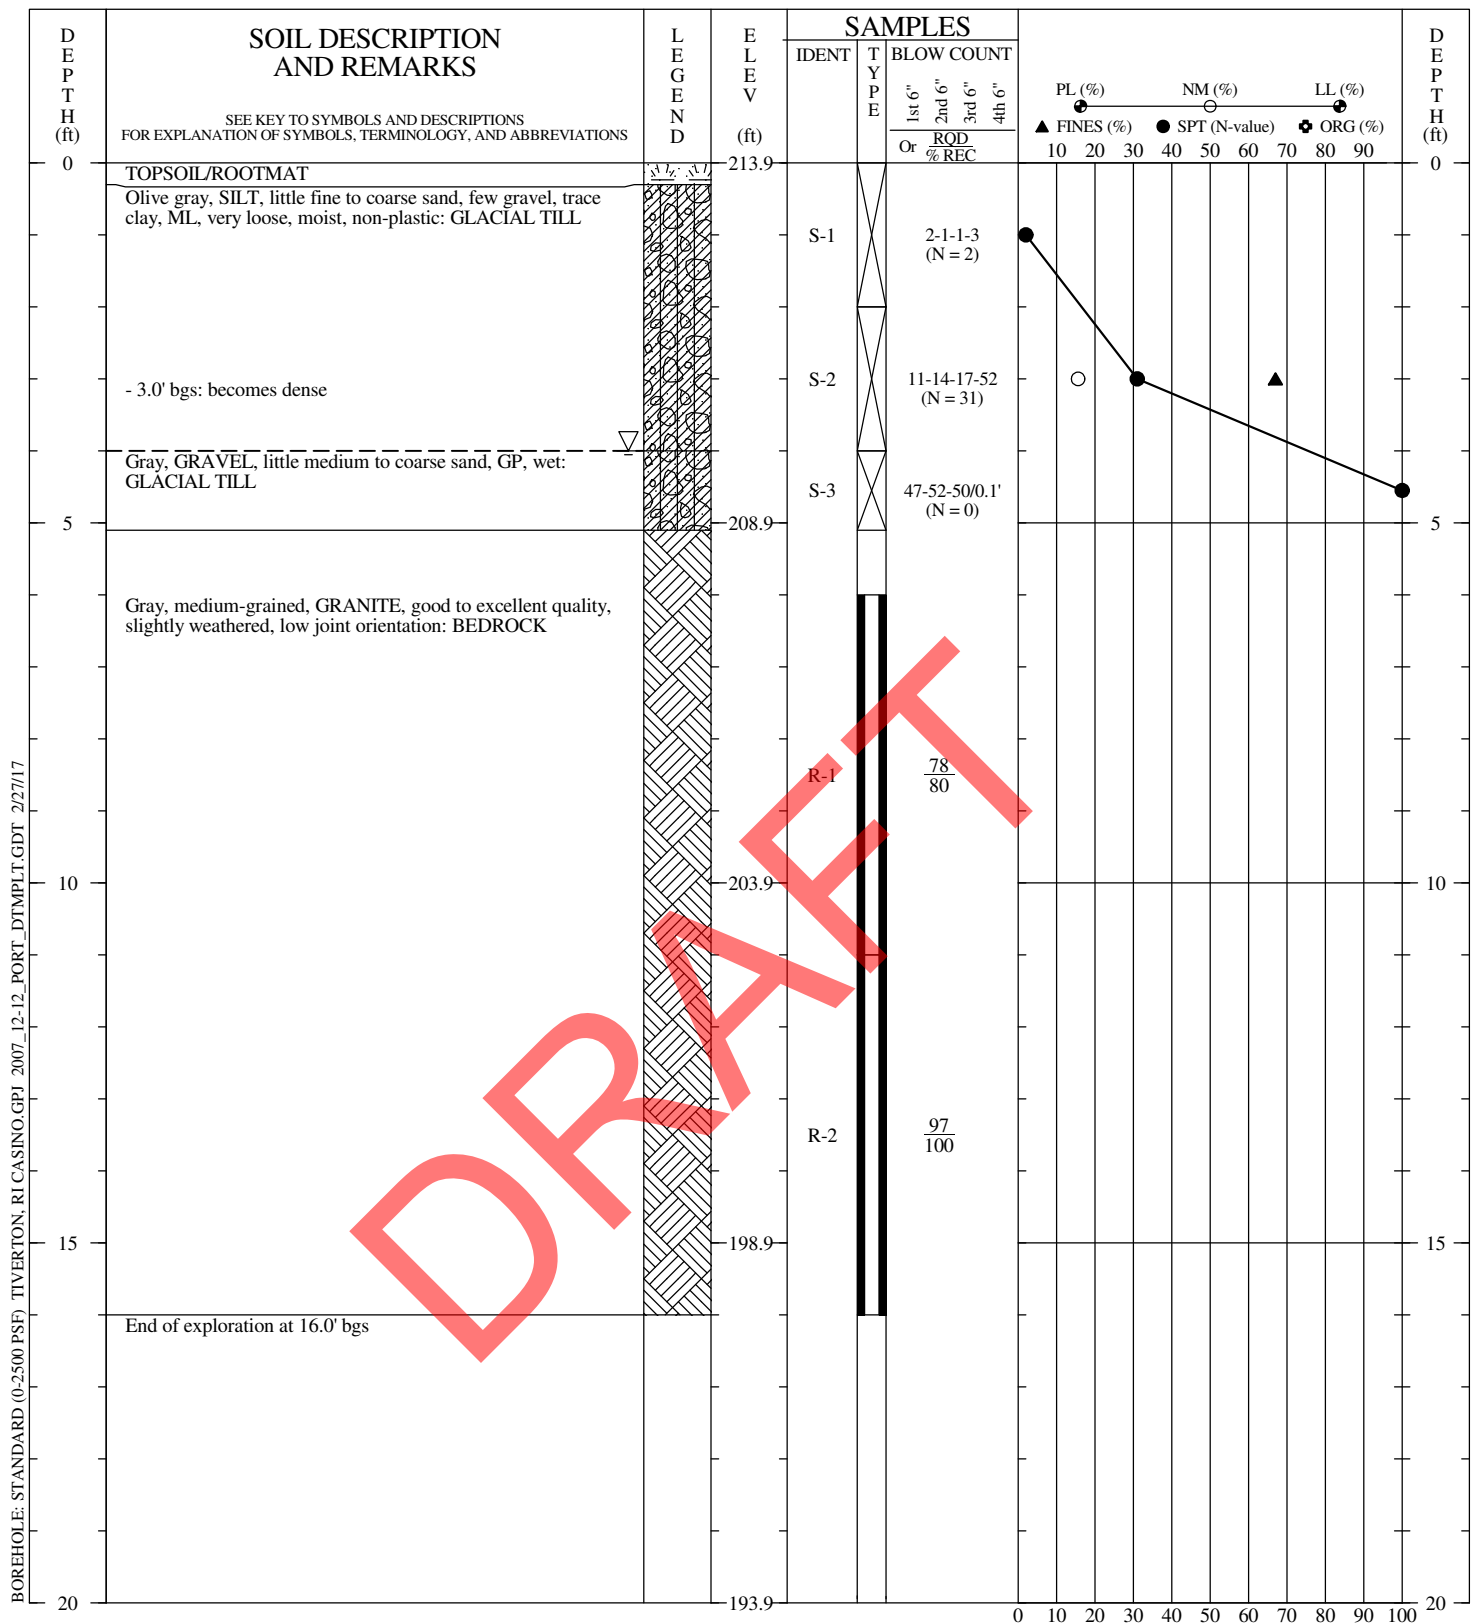 DEPTH (ft)
SOIL DESCRIPTION
AND REMARKS
SEE KEY TO SYMBOLS AND DESCRIPTIONS
FOR EXPLANATION OF SYMBOLS, TERMINOLOGY, AND ABBREVIATIONS
LEGEND
ELEV (ft)
SAMPLES
IDENT
TYPE
BLOW COUNT
1st 6"
2nd 6"
3rd 6"
4th 6"
Or RQD
% REC
PL (%) NM (%) LL (%)
FINES (%) SPT (N-value) ORG (%)
10 20 30 40 50 60 70 80 90
DEPTH (ft)
0 213.9 0
TOPSOIL/ROOTMAT
Olive gray, SILT, little fine to coarse sand, few gravel, trace
clay, ML, very loose, moist, non-plastic: GLACIAL TILL
S-1 2-1-1-3
(N = 2)
- 3.0' bgs: becomes dense
S-2 11-14-17-52
(N = 31)
Gray, GRAVEL, little medium to coarse sand, GP, wet:
GLACIAL TILL
S-3 47-52-50/0.1'
(N = 0)
5 208.9 5
Gray, medium-grained, GRANITE, good to excellent quality,
slightly weathered, low joint orientation: BEDROCK
R-1 78
80
10 203.9 10
R-2 97
100
15 198.9 15
End of exploration at 16.0' bgs
20 193.9 20
0 10 20 30 40 50 60 70 80 90 100
DRAFT
BOREHOLE: STANDARD (0-2500 PSF) TIVERTON, RI CASINO.GPJ 2007_12-12_PORT_DTMPLT.GDT 2/27/17